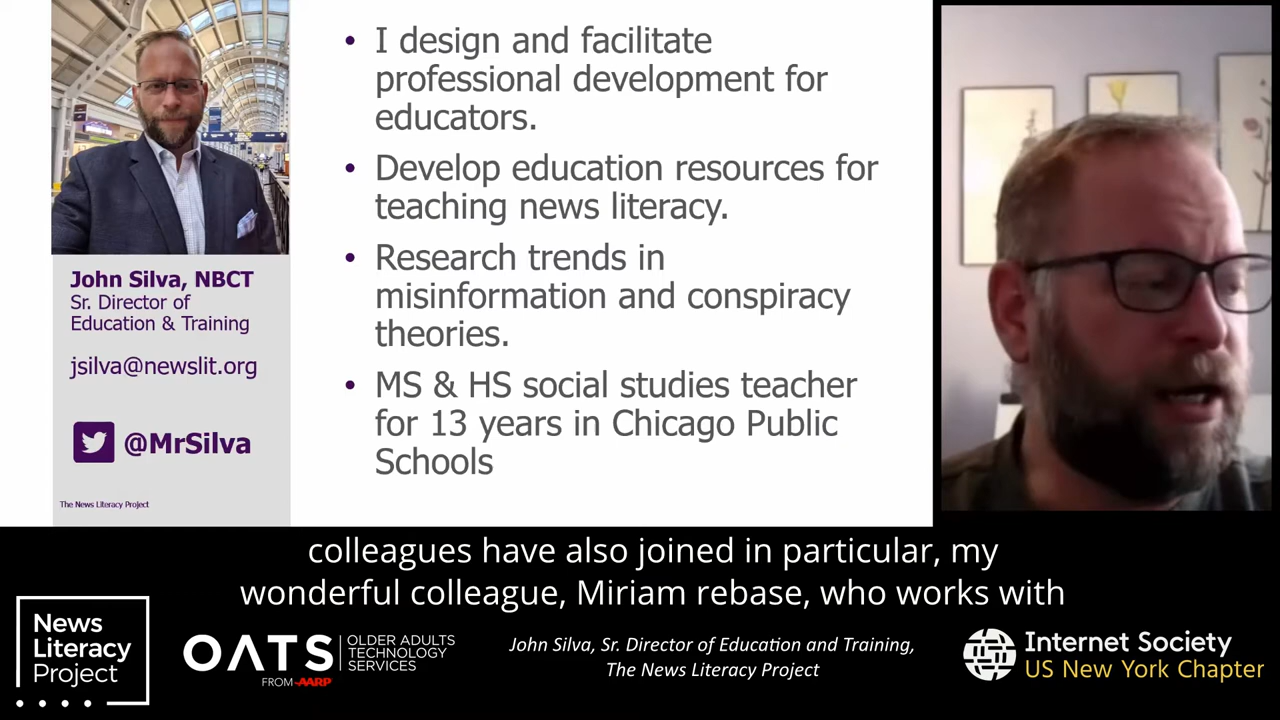 • I design and facilitate
professional development for
educators.
• Develop education resources for
teaching news literacy.
• Research trends in
misinformation and conspiracy
theories.
• MS & HS social studies teacher
for 13 years in Chicago Public
Schools
John Silva, NBCT
Sr. Director of
Education & Training
jsilva@newslit.org
@MrSilva
The News Literacy Project
colleagues have also joined in particular, my
wonderful colleague, Miriam rebase, who works with
News
Literacy
Project
OATS
FROM AARP
OLDER ADULTS
TECHNOLOGY
SERVICES
John Silva, Sr. Director of Education and Training,
The News Literacy Project
Internet Society
US New York Chapter